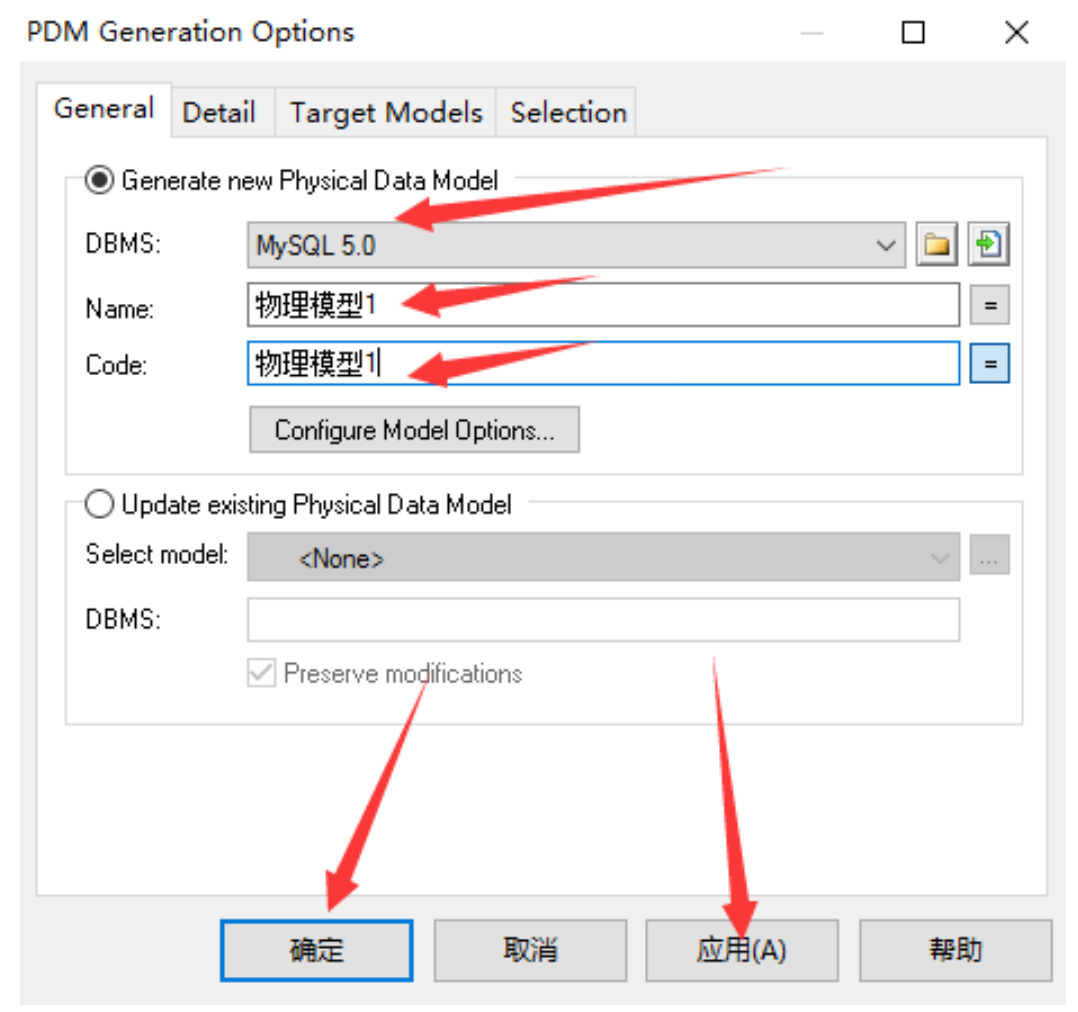 PDM Generation Options
General Detail Target Models Selection
Generate new Physical Data Model
DBMS: MySQL 5.0
Name: 物理模型1 =
Code: 物理模型1 =
Configure Model Options...
Update existing Physical Data Model
Select model: <None> ...
DBMS:
Preserve modifications
确定 取消 应用(A) 帮助